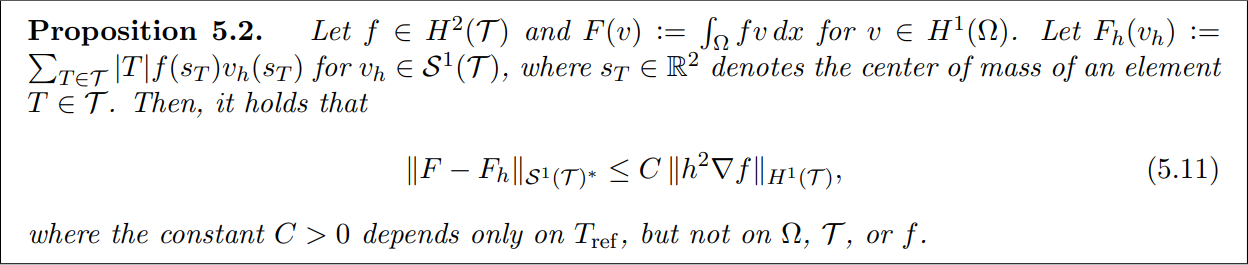 Proposition 5.2. Let f ∈ H²(𝒯) and F(v) := ∫_Ω fv dx for v ∈ H¹(Ω). Let F_h(v_h) :=
∑_{T∈𝒯} |T|f(s_T)v_h(s_T) for v_h ∈ 𝒮¹(𝒯), where s_T ∈ ℝ² denotes the center of mass of an element
T ∈ 𝒯. Then, it holds that
‖F − F_h‖_{𝒮¹(𝒯)*} ≤ C ‖h²∇f‖_{H¹(𝒯)}, (5.11)
where the constant C > 0 depends only on T_ref, but not on Ω, 𝒯, or f.